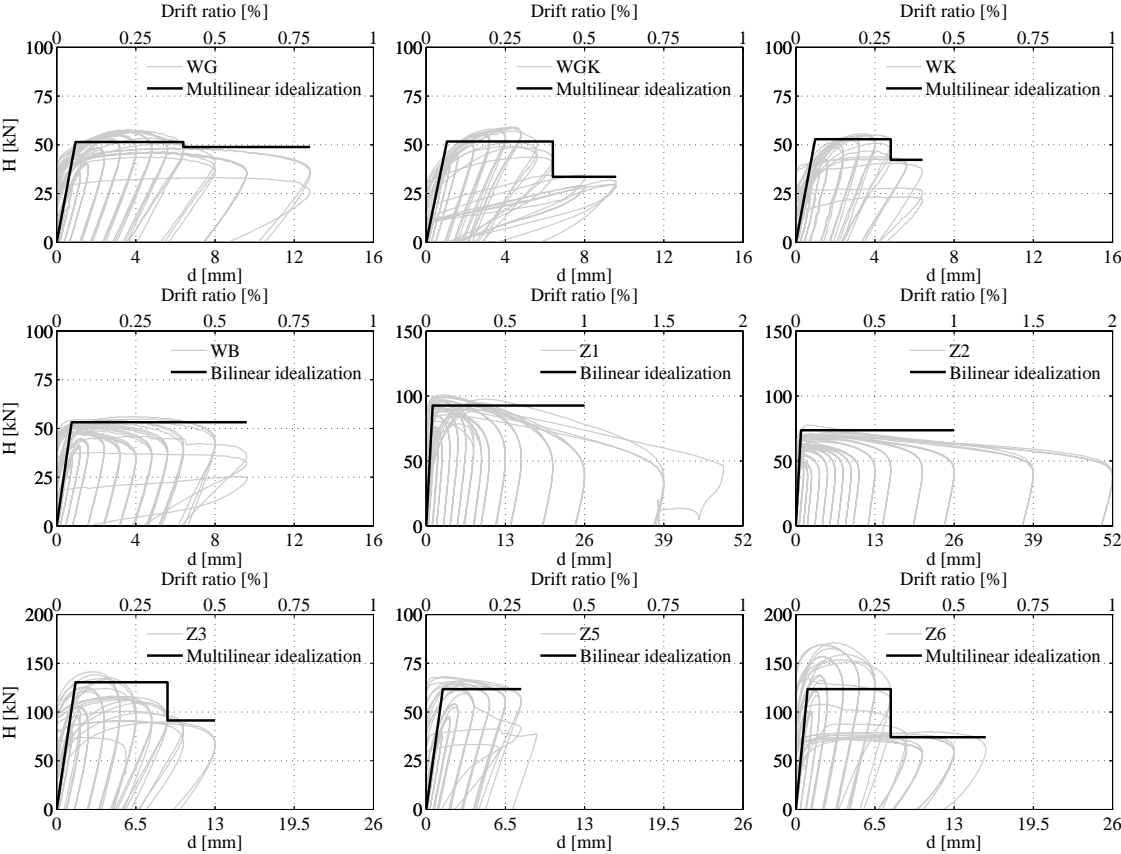 Drift ratio [%] Drift ratio [%] Drift ratio [%]
0 0.25 0.5 0.75 1 0 0.25 0.5 0.75 1 0 0.25 0.5 0.75 1
100 100 100
WG WGK WK
Multilinear idealization Multilinear idealization Multilinear idealization
75 75 75
H [kN] 50 50 50
25 25 25
0 0 0
0 4 8 12 16 0 4 8 12 16 0 4 8 12 16
d [mm] d [mm] d [mm]
Drift ratio [%] Drift ratio [%] Drift ratio [%]
0 0.25 0.5 0.75 1 0 0.5 1 1.5 2 0 0.6 1 1.5 2
100 150 150
WB Z1 Z2
Bilinear idealization Bilinear idealization Bilinear idealization
75 100 100
H [kN] 50 50 50
25
0 0 0
0 4 8 12 16 0 13 26 39 52 0 13 26 39 52
d [mm] d [mm] d [mm]
Drift ratio [%] Drift ratio [%] Drift ratio [%]
0 0.25 0.5 0.75 1 0 0.25 0.5 0.75 1 0 0.25 0.5 0.75 1
200 100 200
Z3 Z5 Z6
Multilinear idealization Bilinear idealization Multilinear idealization
150 75 150
H [kN] 100 50 100
50 25 50
0 0 0
0 6.5 13 19.5 26 0 6.5 13 19.5 26 0 6.5 13 19.5 26
d [mm] d [mm] d [mm]